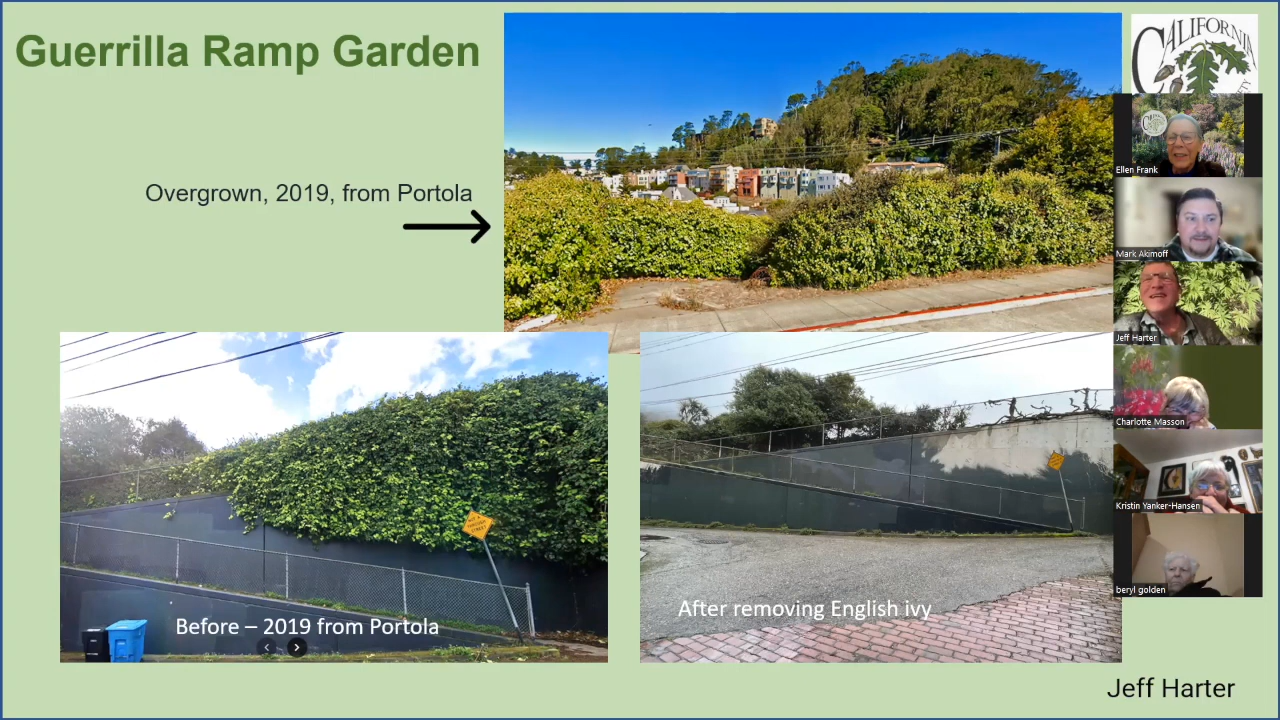 Guerrilla Ramp Garden
CALIFORNIA
Overgrown, 2019, from Portola
Ellen Frank
Mark Akimoff
Jeff Harter
Charlotte Masson
Kristin Yanker-Hansen
beryl golden
Before – 2019 from Portola
After removing English ivy
Jeff Harter